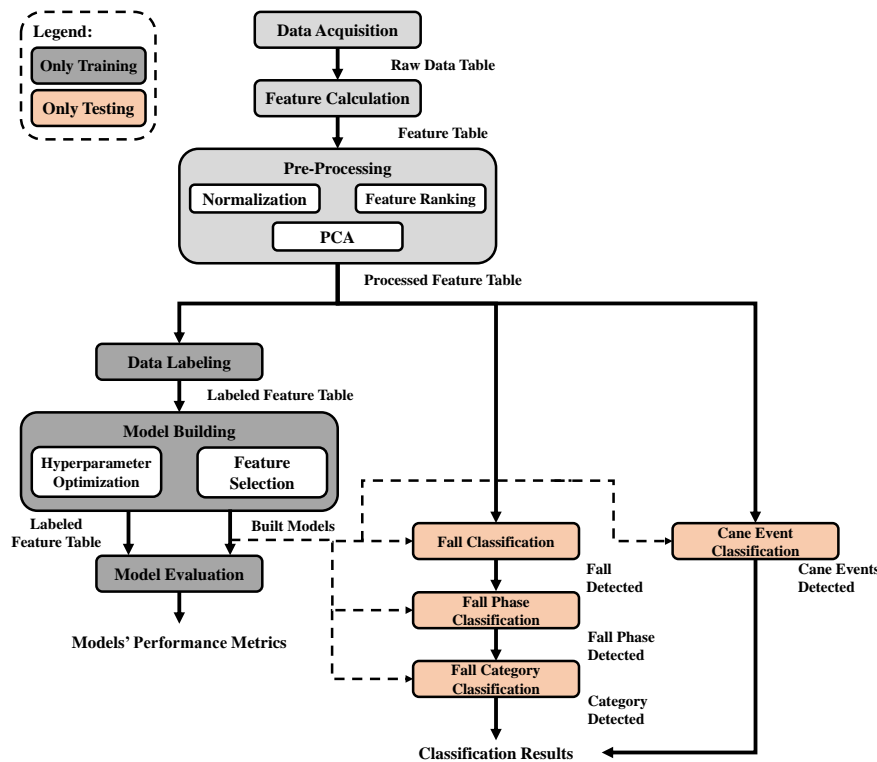 Legend:
Only Training
Only Testing
Data Acquisition
Raw Data Table
Feature Calculation
Feature Table
Pre-Processing
Normalization
Feature Ranking
PCA
Processed Feature Table
Data Labeling
Labeled Feature Table
Model Building
Hyperparameter
Optimization
Feature
Selection
Labeled
Feature Table
Built Models
Model Evaluation
Models’ Performance Metrics
Fall Classification
Fall
Detected
Fall Phase
Classification
Fall Phase
Detected
Fall Category
Classification
Category
Detected
Cane Event
Classification
Cane Events
Detected
Classification Results